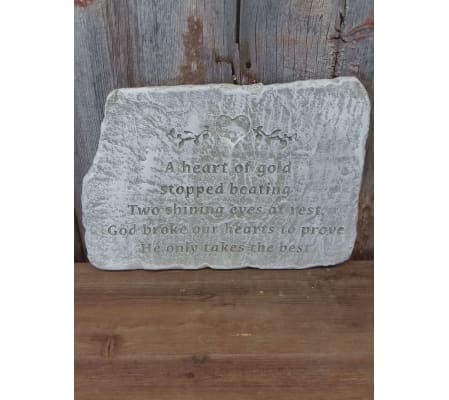 A heart of gold
stopped beating
Two shining eyes at rest,
God broke our hearts to prove
He only takes the best